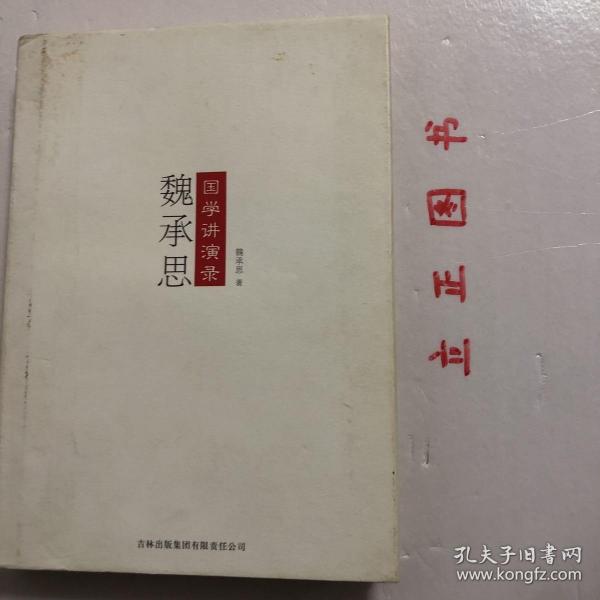 魏承思
国学讲演录
魏承思 著
吉林出版集团有限责任公司
立正图书
孔夫子旧书网
www.kongfz.com